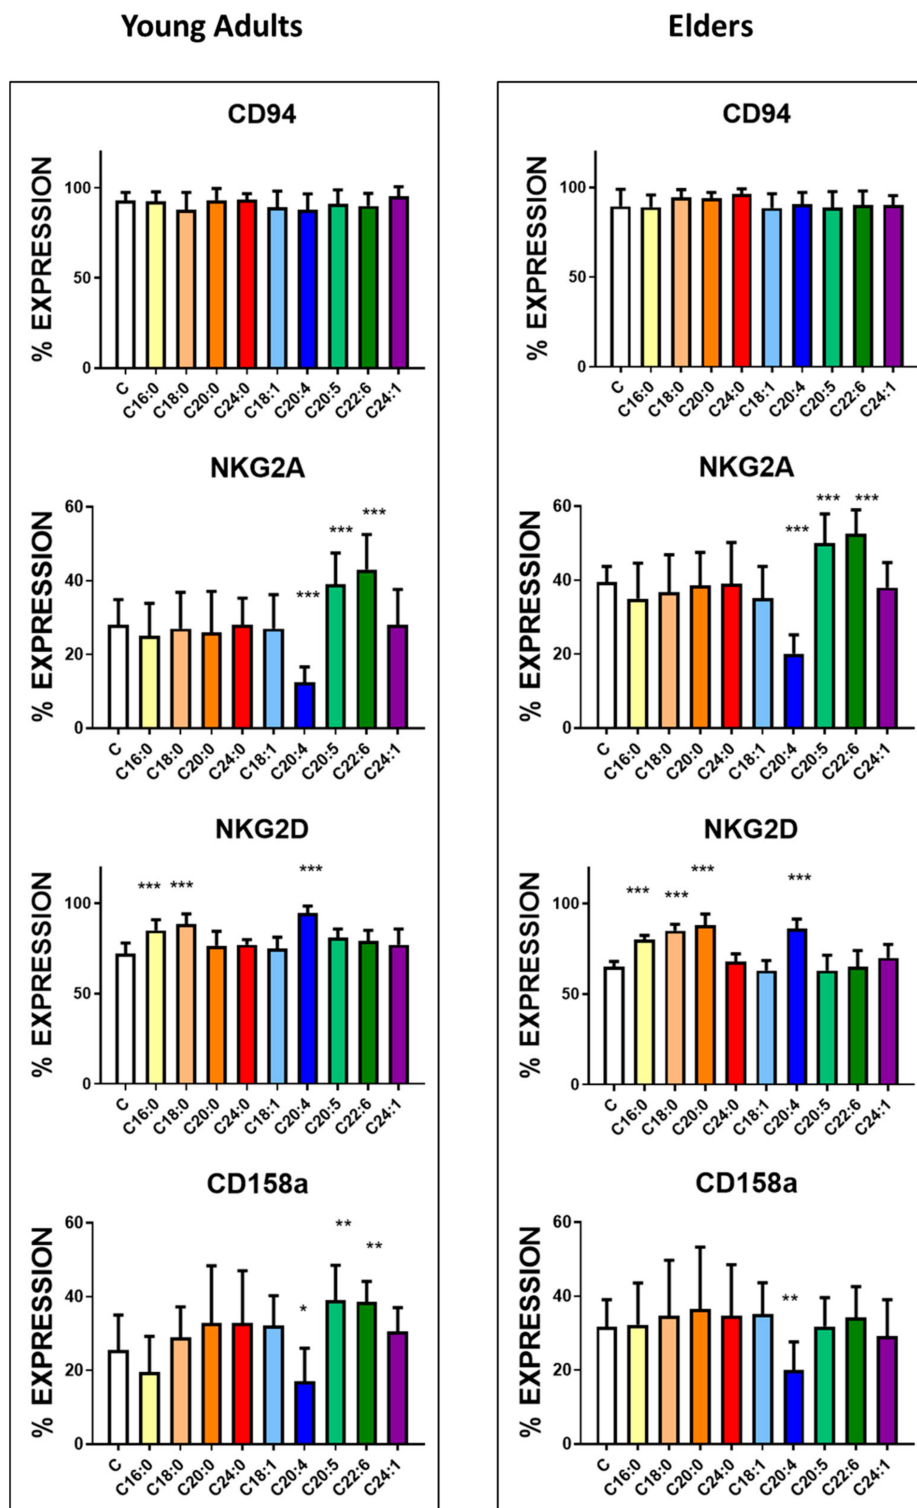 Young Adults
Elders
CD94
% EXPRESSION
100
50
0
C C16:0 C18:0 C20:0 C24:0 C18:1 C20:4 C20:5 C22:6 C24:1
NKG2A
% EXPRESSION
60
40
20
0
*** *** ***
C C16:0 C18:0 C20:0 C24:0 C18:1 C20:4 C20:5 C22:6 C24:1
NKG2D
% EXPRESSION
100
50
0
*** *** ***
C C16:0 C18:0 C20:0 C24:0 C18:1 C20:4 C20:5 C22:6 C24:1
CD158a
% EXPRESSION
60
40
20
0
* ** **
C C16:0 C18:0 C20:0 C24:0 C18:1 C20:4 C20:5 C22:6 C24:1
CD94
% EXPRESSION
100
50
0
C C16:0 C18:0 C20:0 C24:0 C18:1 C20:4 C20:5 C22:6 C24:1
NKG2A
% EXPRESSION
60
40
20
0
*** *** ***
C C16:0 C18:0 C20:0 C24:0 C18:1 C20:4 C20:5 C22:6 C24:1
NKG2D
% EXPRESSION
100
50
0
*** *** *** ***
C C16:0 C18:0 C20:0 C24:0 C18:1 C20:4 C20:5 C22:6 C24:1
CD158a
% EXPRESSION
60
40
20
0
**
C C16:0 C18:0 C20:0 C24:0 C18:1 C20:4 C20:5 C22:6 C24:1